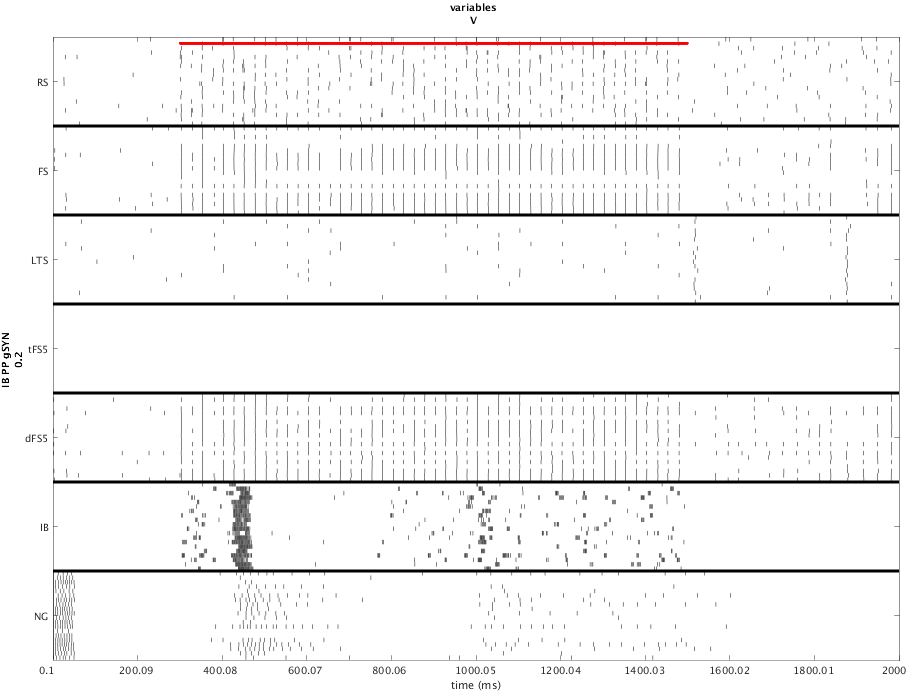 variables
V
RS
FS
LTS
tFS5
dFS5
IB
NG
IB PP gSYN
0.2
0.1 200.09 400.08 600.07 800.06 1000.05 1200.04 1400.03 1600.02 1800.01 2000
time (ms)